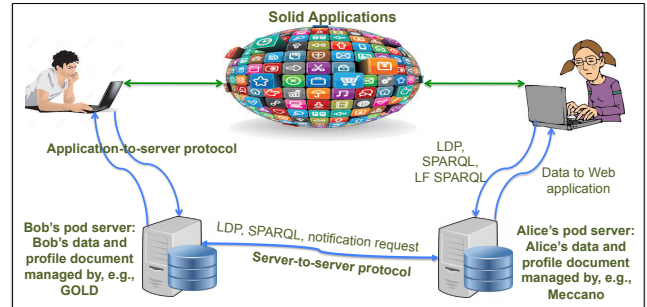 Solid Applications
Application-to-server protocol
LDP,
SPARQL,
LF SPARQL
Data to Web
application
Bob's pod server:
Bob's data and
profile document
managed by, e.g.,
GOLD
LDP, SPARQL, notification request
Server-to-server protocol
Alice's pod server:
Alice's data and
profile document
managed by, e.g.,
Meccano